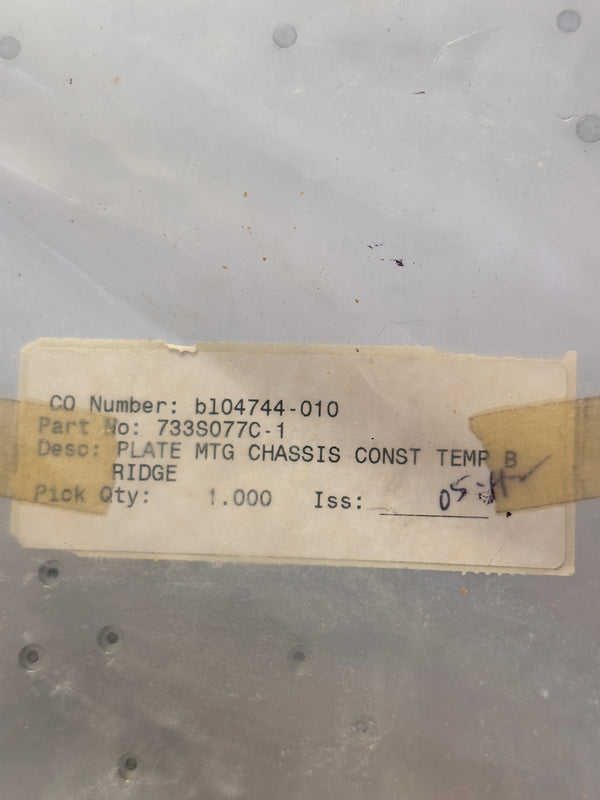 CO Number: bl04744-010
Part No: 733S077C-1
Desc: PLATE MTG CHASSIS CONST TEMP B
RIDGE
Pick Qty: 1.000 Iss: